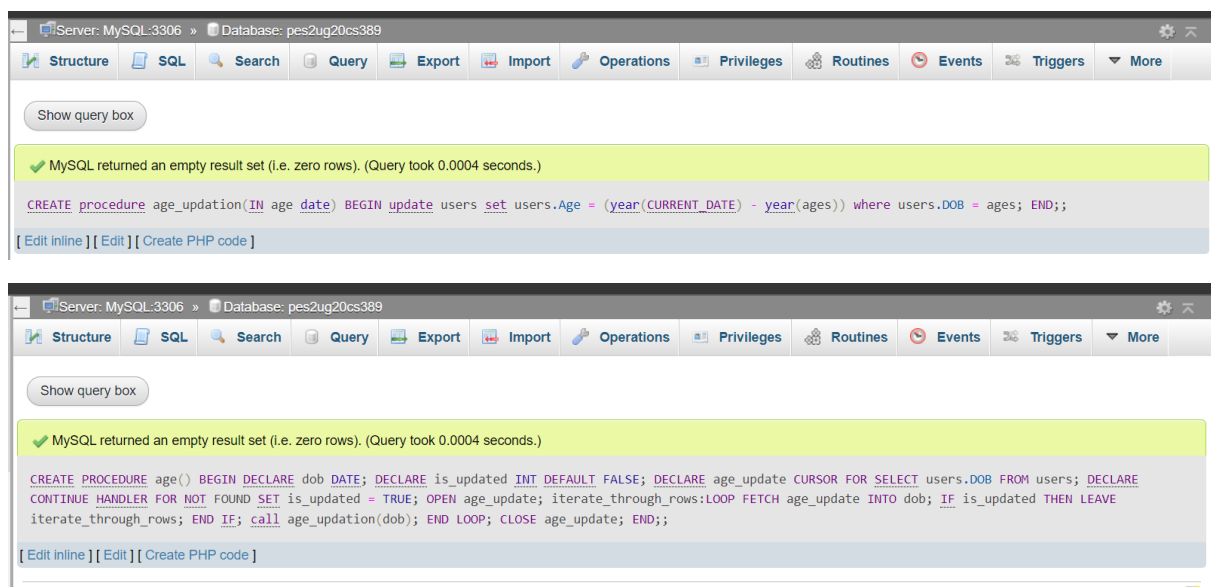 Server: MySQL:3306 » Database: pes2ug20cs389
Structure SQL Search Query Export Import Operations Privileges Routines Events Triggers More
Show query box
MySQL returned an empty result set (i.e. zero rows). (Query took 0.0004 seconds.)
CREATE procedure age_updation(IN age date) BEGIN update users set users.Age = (year(CURRENT_DATE) - year(ages)) where users.DOB = ages; END;;
[ Edit inline ] [ Edit ] [ Create PHP code ]
Server: MySQL:3306 » Database: pes2ug20cs389
Structure SQL Search Query Export Import Operations Privileges Routines Events Triggers More
Show query box
MySQL returned an empty result set (i.e. zero rows). (Query took 0.0004 seconds.)
CREATE PROCEDURE age() BEGIN DECLARE dob DATE; DECLARE is_updated INT DEFAULT FALSE; DECLARE age_update CURSOR FOR SELECT users.DOB FROM users; DECLARE
CONTINUE HANDLER FOR NOT FOUND SET is_updated = TRUE; OPEN age_update; iterate_through_rows:LOOP FETCH age_update INTO dob; IF is_updated THEN LEAVE
iterate_through_rows; END IF; call age_updation(dob); END LOOP; CLOSE age_update; END;;
[ Edit inline ] [ Edit ] [ Create PHP code ]